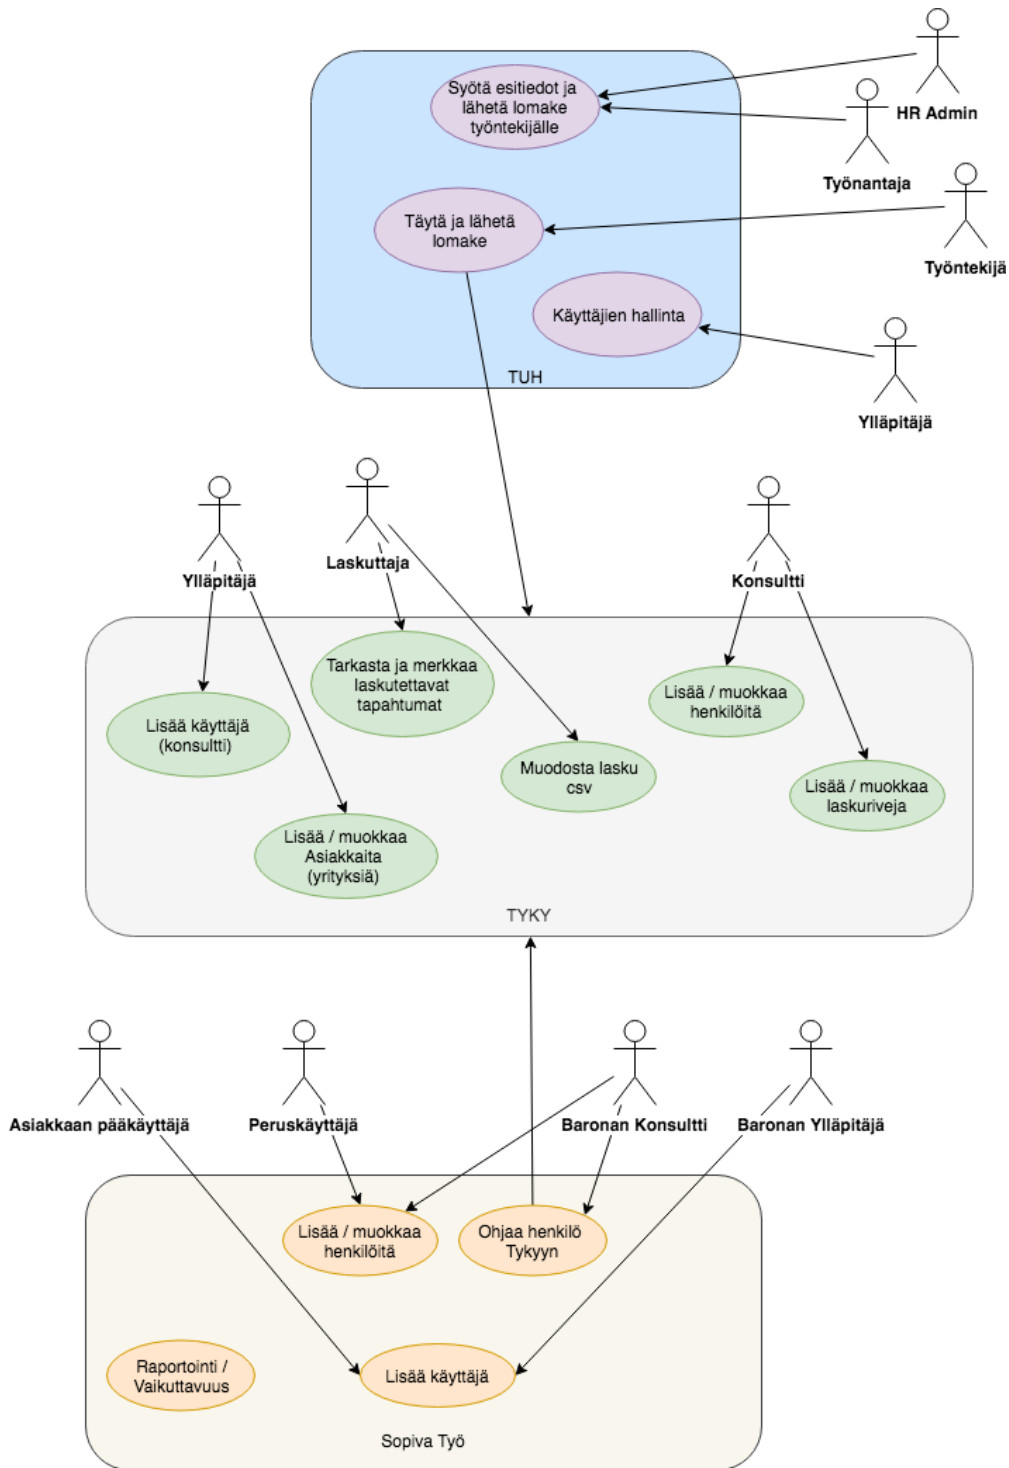 HR Admin
Syötä esitiedot ja
lähetä lomake
työntekijälle
Työnantaja
Täytä ja lähetä
lomake
Työntekijä
Käyttäjien hallinta
TUH
Ylläpitäjä
Ylläpitäjä
Laskuttaja
Konsultti
Tarkasta ja merkkaa
laskutettavat
tapahtumat
Lisää / muokkaa
henkilöitä
Lisää käyttäjä
(konsultti)
Muodosta lasku
csv
Lisää / muokkaa
laskuriveja
Lisää / muokkaa
Asiakkaita
(yrityksiä)
TYKY
Asiakkaan pääkäyttäjä
Peruskäyttäjä
Baronan Konsultti
Baronan Ylläpitäjä
Lisää / muokkaa
henkilöitä
Ohjaa henkilö
Tykyyn
Raportointi /
Vaikuttavuus
Lisää käyttäjä
Sopiva Työ